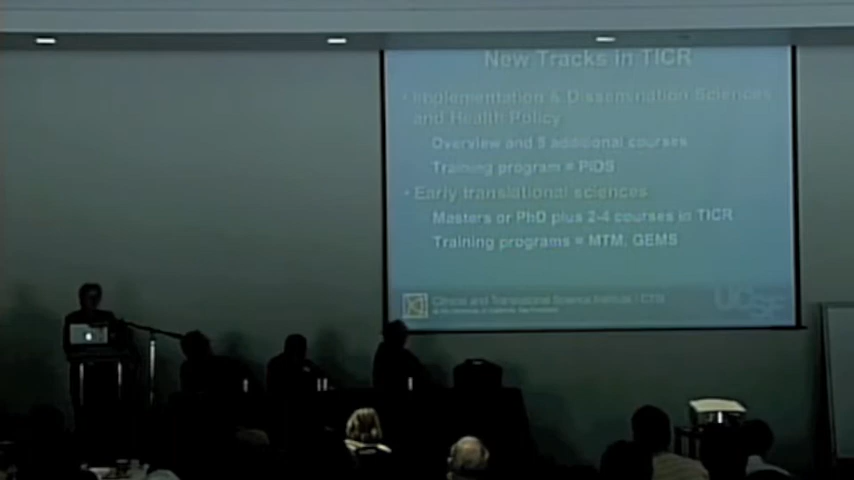 New Tracks in TICR
• Implementation & Dissemination Sciences
and Health Policy
Overview and 5 additional courses
Training program = PIDS
• Early translational sciences
Masters or PhD plus 2-4 courses in TICR
Training programs = MTM, GEMS
Clinical and Translational Science Institute / CTSI
UCSF